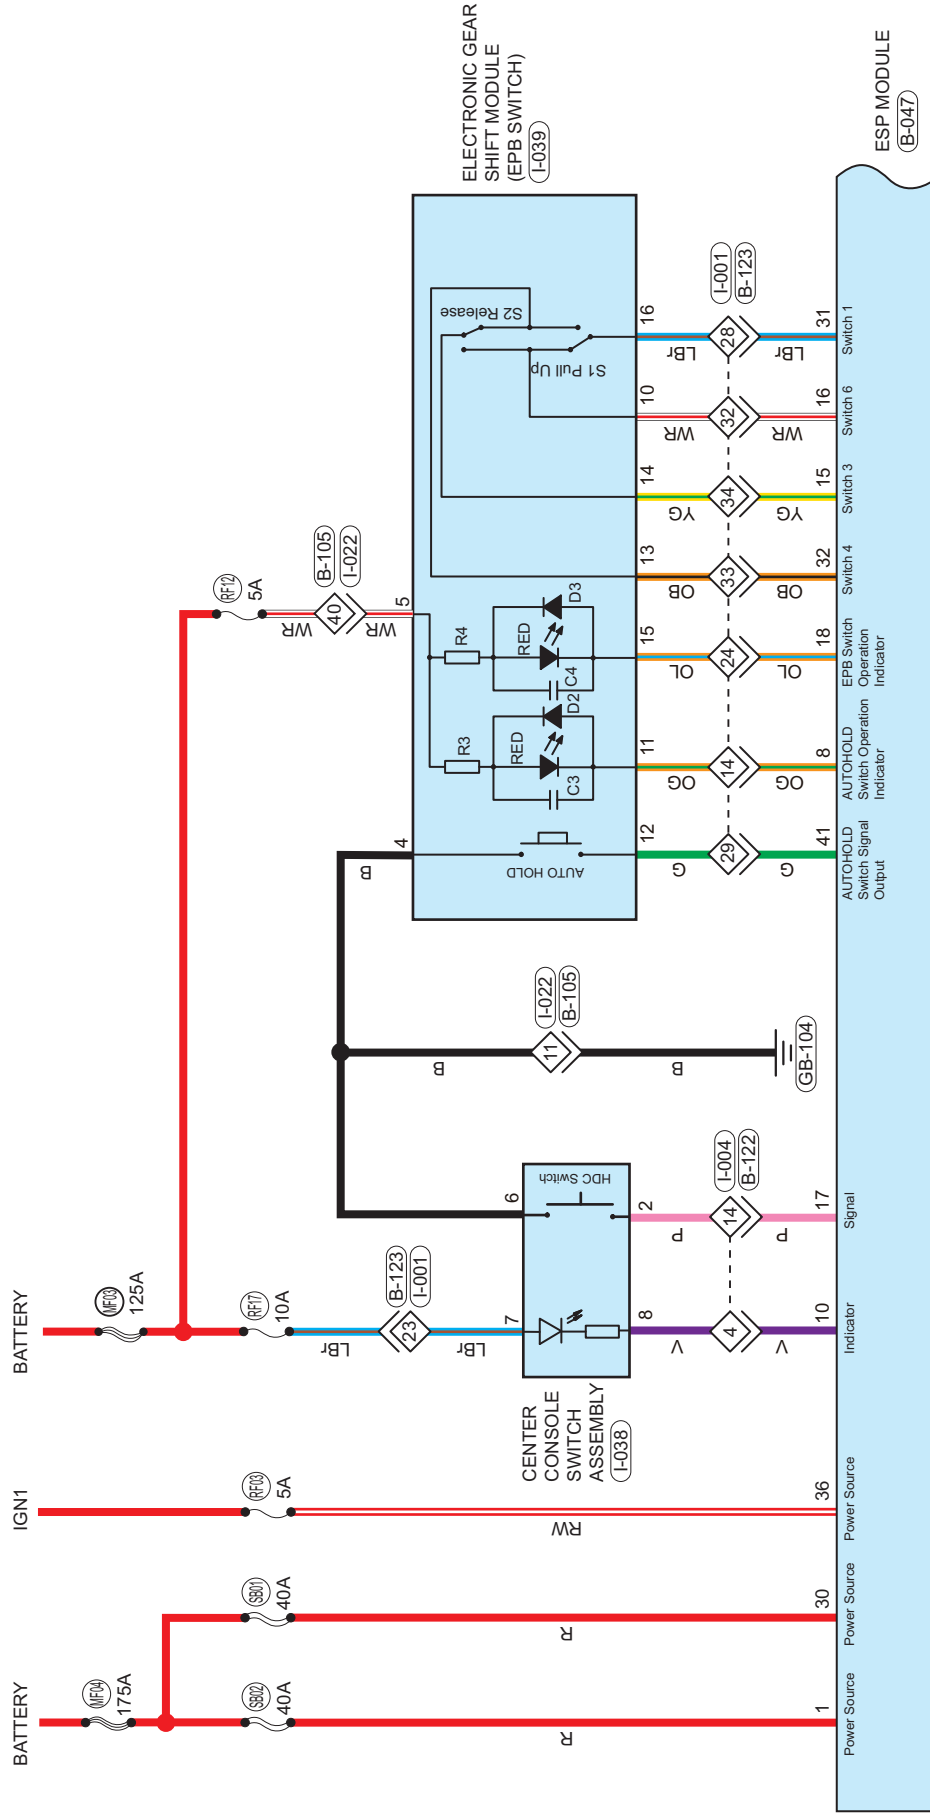 BATTERY
MF04
175A
SB02
40A
SB01
40A
R
R
1
Power Source
30
Power Source
IGN1
RF03
5A
RW
36
Power Source
BATTERY
MF03
125A
RF17
10A
LBr
23
B-123
I-001
LBr
7
CENTER
CONSOLE
SWITCH
ASSEMBLY
I-038
HDC Switch
6
8
2
V
P
4
14
I-004
B-122
V
P
10
Indicator
17
Signal
B
11
I-022
B-105
B
GB-104
RF12
5A
WR
40
B-105
I-022
WR
5
B
4
ELECTRONIC GEAR
SHIFT MODULE
(EPB SWITCH)
I-039
AUTO HOLD
R3
RED
C3
D2
R4
RED
C4
D3
S2 Release
S1 Pull Up
12
11
15
13
14
10
16
G
OG
OL
OB
YG
WR
LBr
29
14
24
33
34
32
28
I-001
B-123
G
OG
OL
OB
YG
WR
LBr
41
8
18
32
15
16
31
AUTOHOLD
Switch Signal
Output
AUTOHOLD
Switch Operation
Indicator
EPB Switch
Operation
Indicator
Switch 4
Switch 3
Switch 6
Switch 1
ESP MODULE
B-047